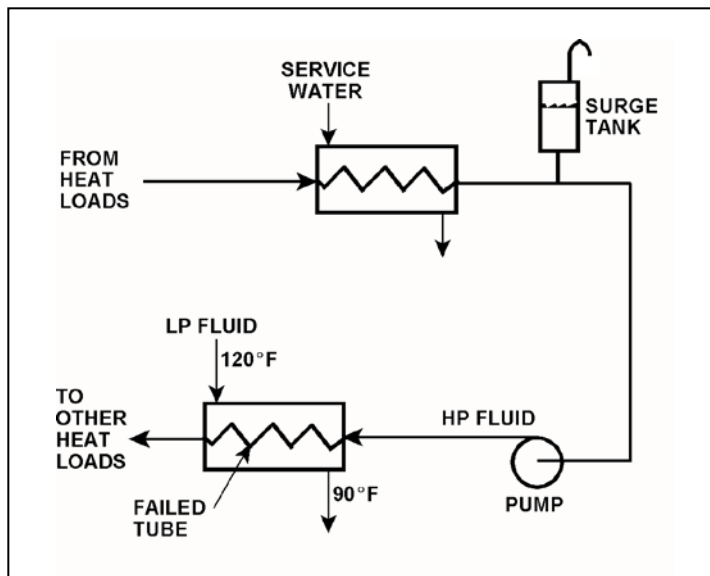 SERVICE
WATER
SURGE
TANK
FROM
HEAT
LOADS
LP FLUID
120°F
TO
OTHER
HEAT
LOADS
HP FLUID
90°F
FAILED
TUBE
PUMP